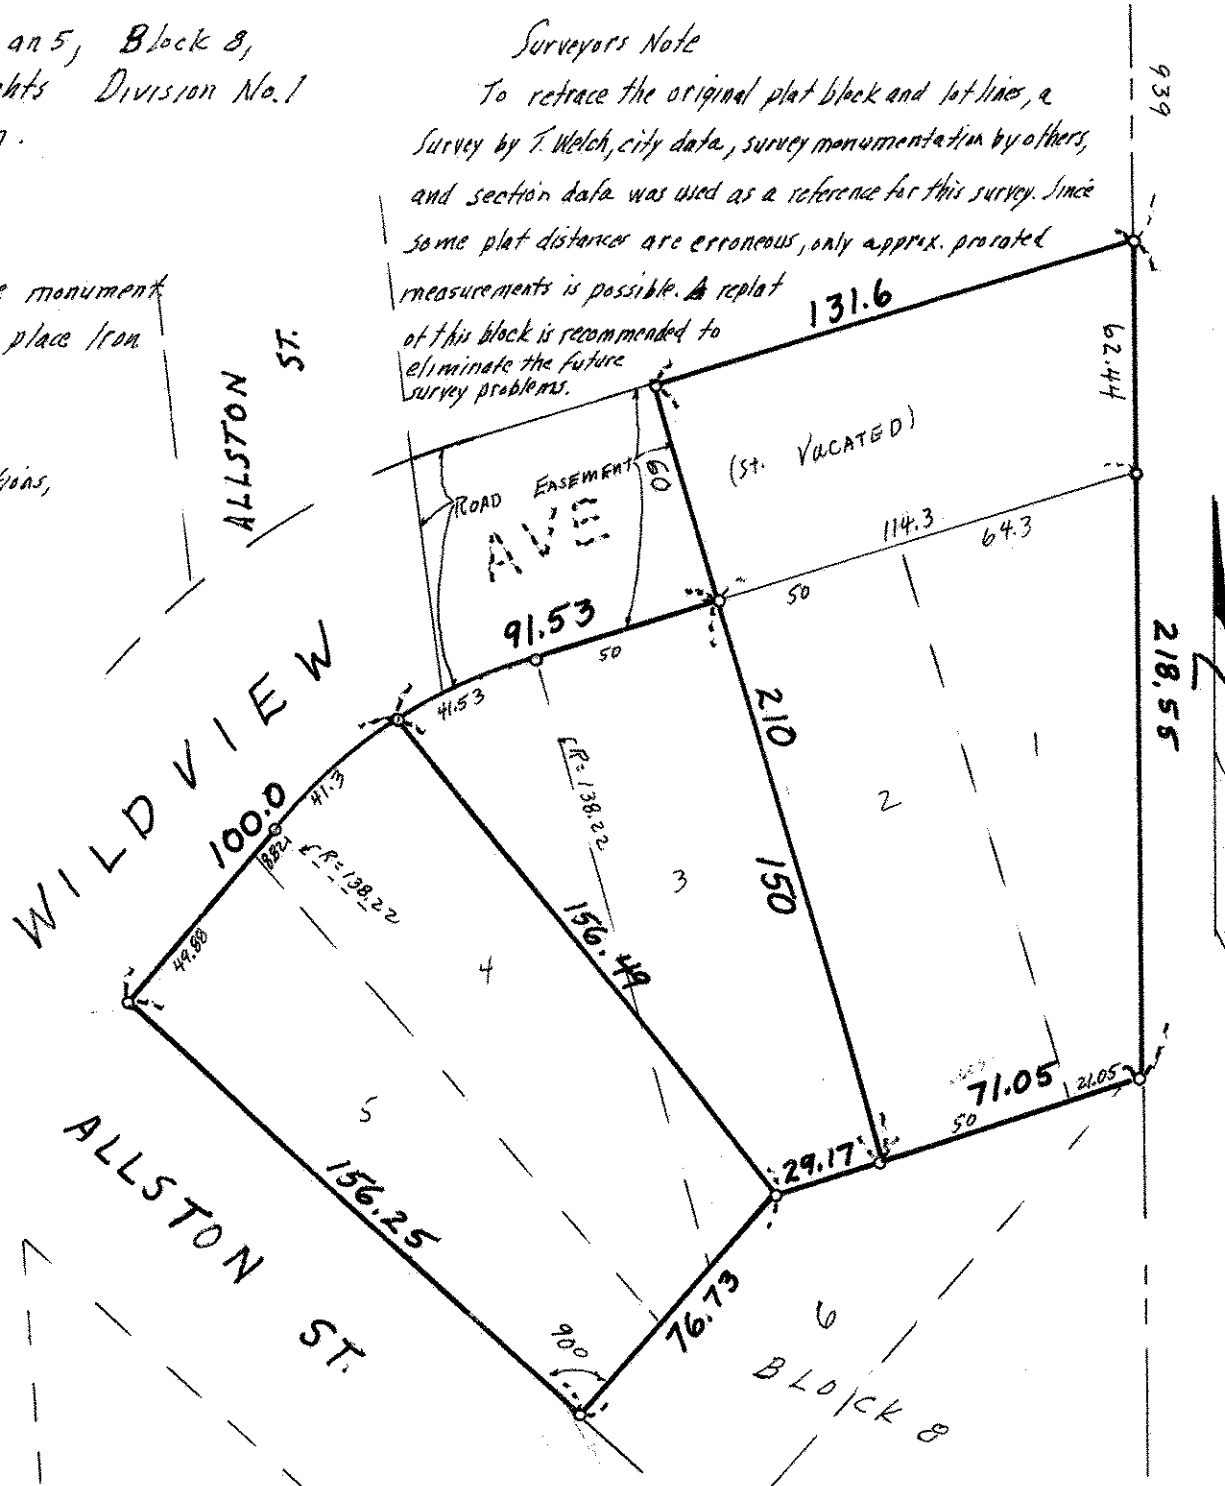 an 5, Block 8,
hts Division No. 1
n.
Surveyors Note
To retrace the original plat block and lot lines, a
Survey by T. Welch, city data, survey monumentation by others,
and section data was used as a reference for this survey. Since
some plat distances are erroneous, only approx. prorated
measurements is possible. A replat
of this block is recommended to
eliminate the future
survey problems.
e monument
place Iron
ions,
939
ALLSTON ST.
131.6
62.44
ROAD EASEMENT
60
(St. VACATED)
AVE
114.3
64.3
50
91.53
50
41.53
WILDVIEW
218.55
210
150
1
2
3
R=138.22
41.3
100.0
8.82
R=138.22
49.88
156.49
4
5
71.05
21.05
50
29.17
156.25
ALLSTON ST.
76.73
90°
6
BLOCK 8